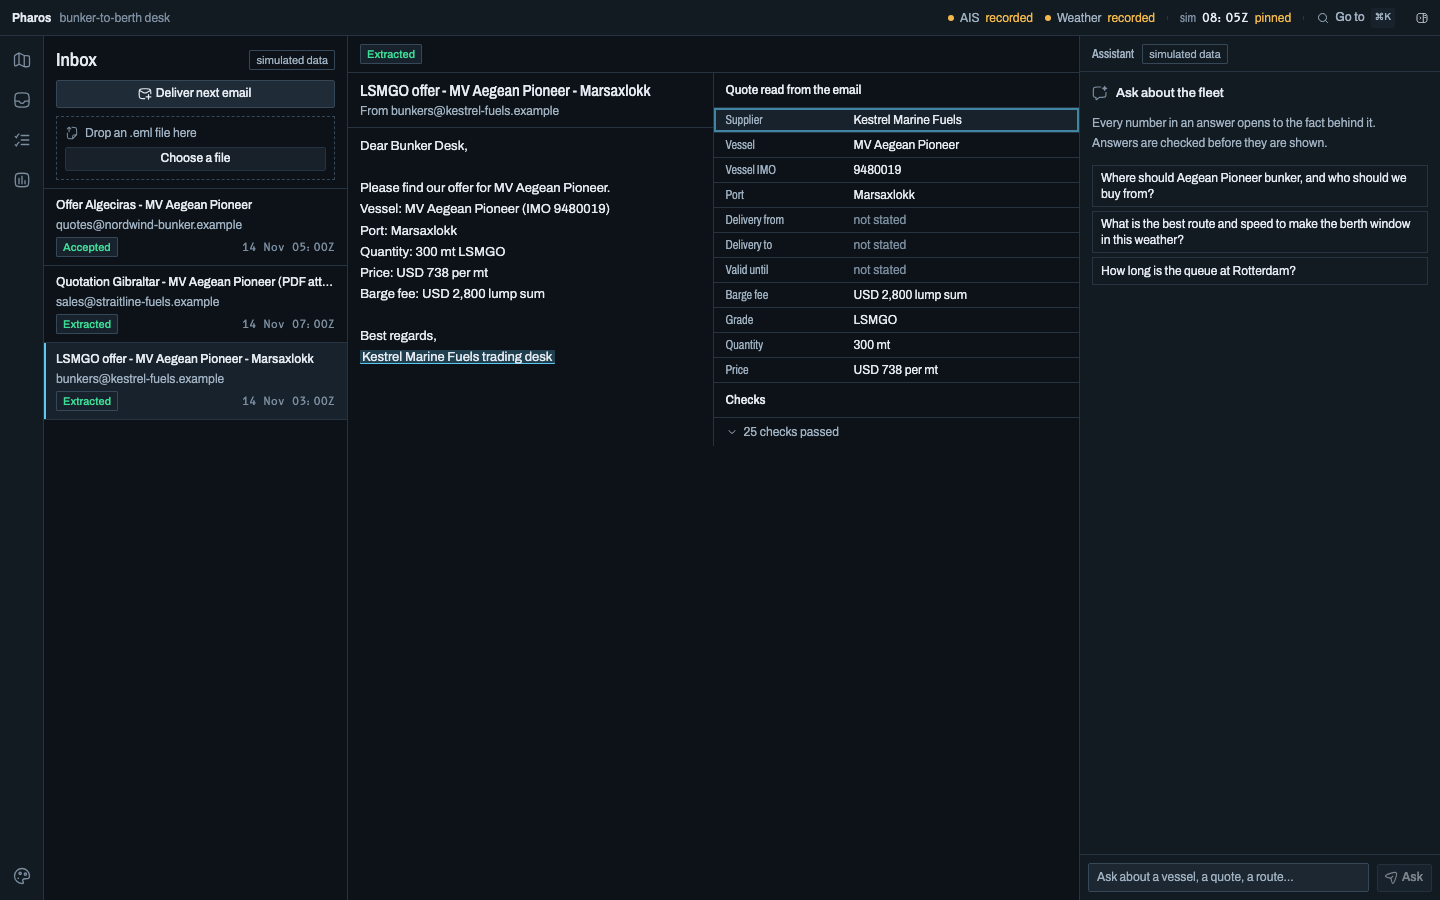 Pharos bunker-to-berth desk
AIS recorded Weather recorded sim 08:05Z pinned Go to ⌘K
Inbox simulated data
Deliver next email
Drop an .eml file here
Choose a file
Offer Algeciras - MV Aegean Pioneer
quotes@nordwind-bunker.example
Accepted 14 Nov 05:00Z
Quotation Gibraltar - MV Aegean Pioneer (PDF att...
sales@straitline-fuels.example
Extracted 14 Nov 07:00Z
LSMGO offer - MV Aegean Pioneer - Marsaxlokk
bunkers@kestrel-fuels.example
Extracted 14 Nov 03:00Z
Extracted
LSMGO offer - MV Aegean Pioneer - Marsaxlokk
From bunkers@kestrel-fuels.example
Dear Bunker Desk,
Please find our offer for MV Aegean Pioneer.
Vessel: MV Aegean Pioneer (IMO 9480019)
Port: Marsaxlokk
Quantity: 300 mt LSMGO
Price: USD 738 per mt
Barge fee: USD 2,800 lump sum
Best regards,
Kestrel Marine Fuels trading desk
Quote read from the email
Supplier Kestrel Marine Fuels
Vessel MV Aegean Pioneer
Vessel IMO 9480019
Port Marsaxlokk
Delivery from not stated
Delivery to not stated
Valid until not stated
Barge fee USD 2,800 lump sum
Grade LSMGO
Quantity 300 mt
Price USD 738 per mt
Checks
25 checks passed
Assistant simulated data
Ask about the fleet
Every number in an answer opens to the fact behind it.
Answers are checked before they are shown.
Where should Aegean Pioneer bunker, and who should we
buy from?
What is the best route and speed to make the berth window
in this weather?
How long is the queue at Rotterdam?
Ask about a vessel, a quote, a route... Ask